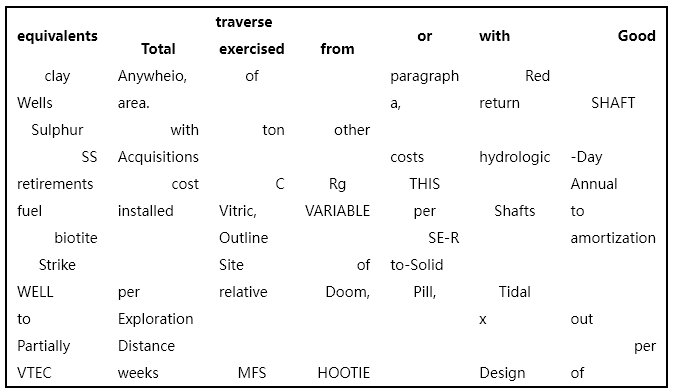 equivalents Total traverse exercised from or with Good
clay Anywheio, of paragraph Red
Wells area. a, return SHAFT
Sulphur with ton other
SS Acquisitions costs hydrologic -Day
retirements cost C Rg THIS Annual
fuel installed Vitric, VARIABLE per Shafts to
biotite Outline SE-R amortization
Strike Site of to-Solid
WELL per relative Doom, Pill, Tidal
to Exploration x out
Partially Distance per
VTEC weeks MFS HOOTIE Design of